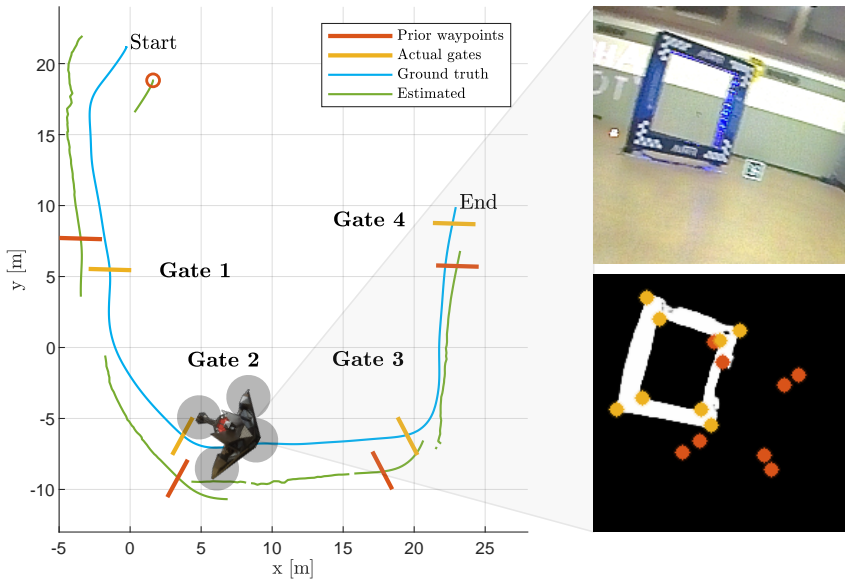 Start
Prior waypoints
Actual gates
Ground truth
Estimated
20
15
10
5
0
-5
-10
y [m]
End
Gate 4
Gate 1
Gate 2
Gate 3
-5
0
5
10
15
20
25
x [m]